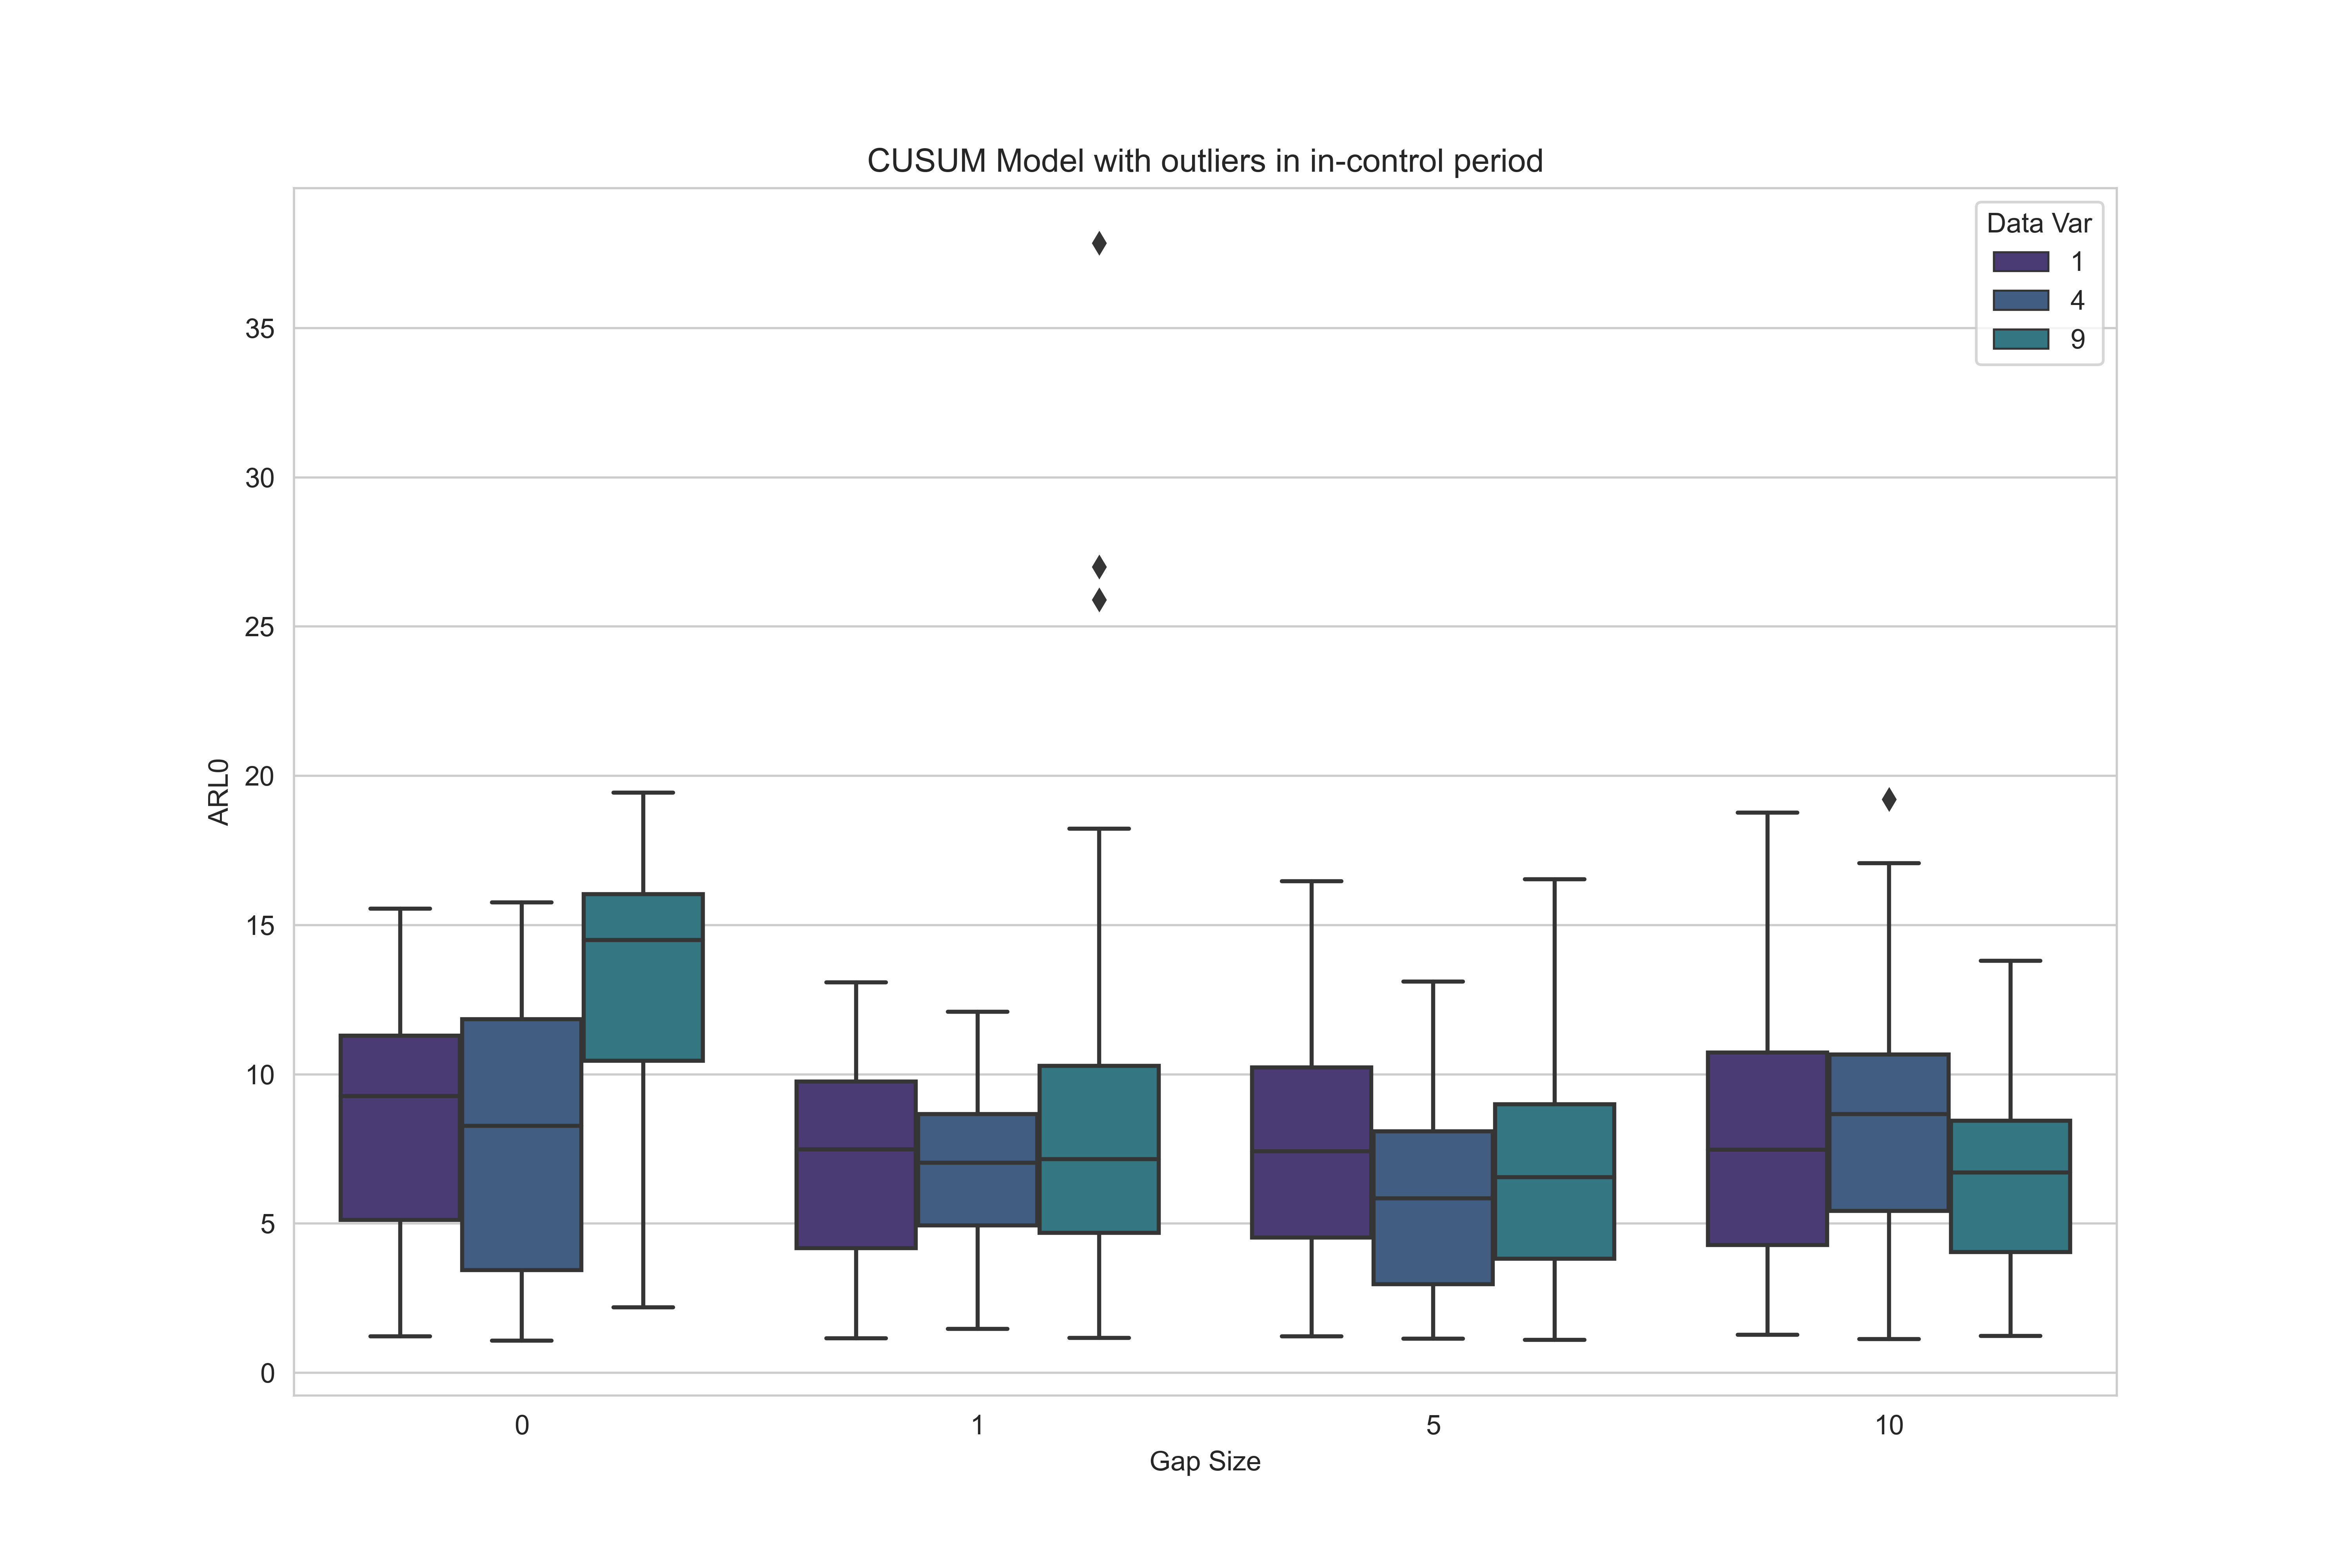 CUSUM Model with outliers in in-control period
Data Var
1
4
9
35
30
25
20
15
10
5
0
ARL0
0 1 5 10
Gap Size